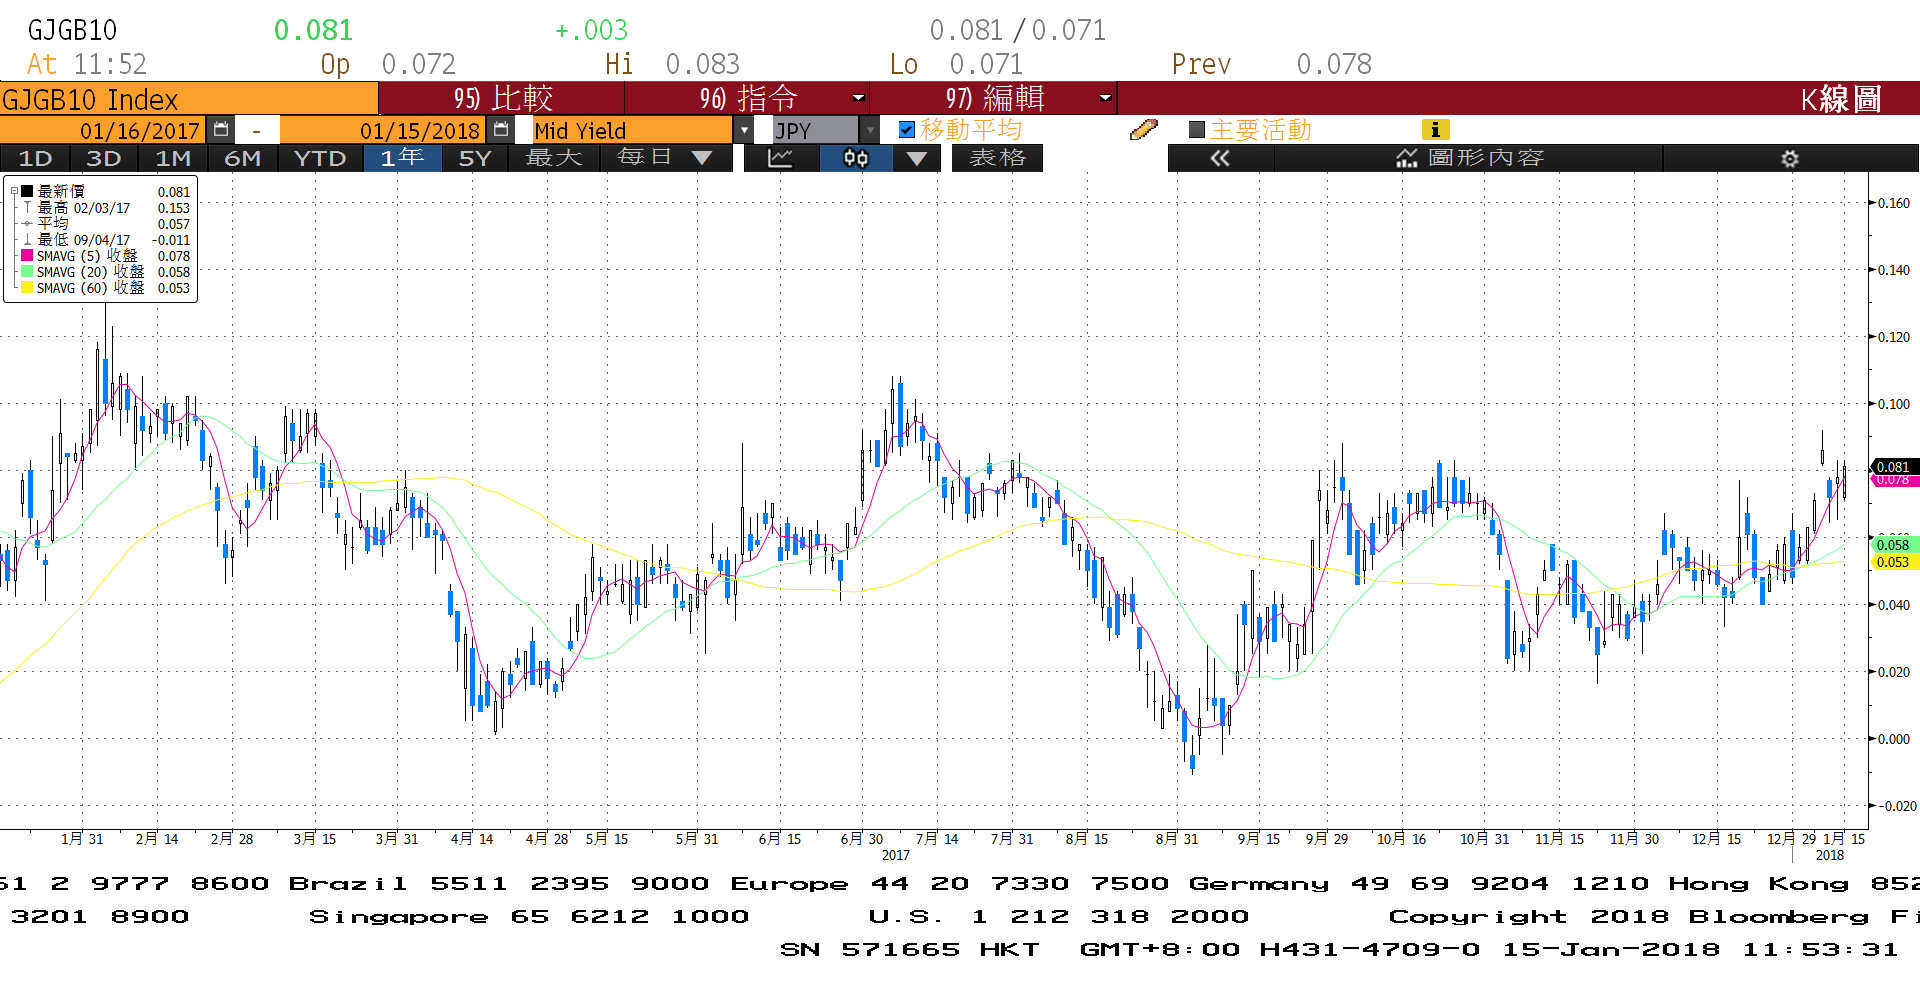 GJGB10 0.081 +.003 0.081 / 0.071
At 11:52 Op 0.072 Hi 0.083 Lo 0.071 Prev 0.078
GJGB10 Index 95) 比較 96) 指令 97) 編輯 K線圖
01/16/2017 - 01/15/2018 Mid Yield JPY 移動平均 主要活動
1D 3D 1M 6M YTD 1年 5Y 最大 每日 表格 圖形內容
最新價 0.081
最高 02/03/17 0.153
平均 0.057
最低 09/04/17 -0.011
SMAVG (5) 收盤 0.078
SMAVG (20) 收盤 0.058
SMAVG (60) 收盤 0.053
0.160
0.140
0.120
0.100
0.081
0.078
0.058
0.053
0.040
0.020
0.000
-0.020
1月 31 2月 14 2月 28 3月 15 3月 31 4月 14 4月 28 5月 15 5月 31 6月 15 6月 30 7月 14 7月 31 8月 15 8月 31 9月 15 9月 29 10月 16 10月 31 11月 15 11月 30 12月 15 12月 29 1月 15
2017 2018
61 2 9777 8600 Brazil 5511 2395 9000 Europe 44 20 7330 7500 Germany 49 69 9204 1210 Hong Kong 852
3201 8900 Singapore 65 6212 1000 U.S. 1 212 318 2000 Copyright 2018 Bloomberg Fi
SN 571665 HKT GMT+8:00 H431-4709-0 15-Jan-2018 11:53:31